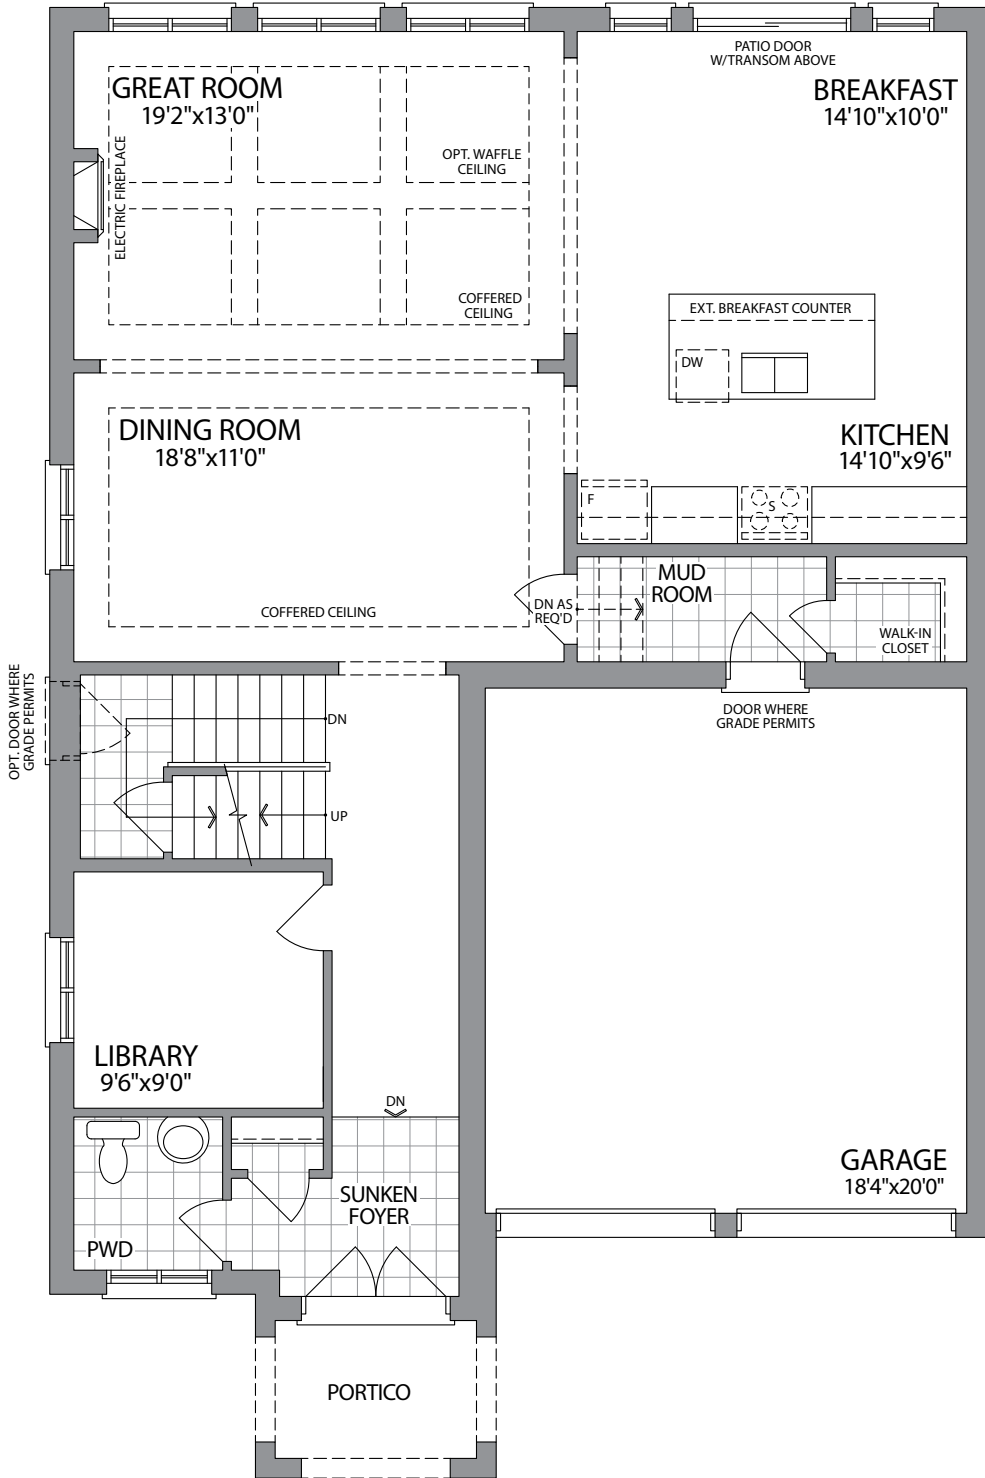 PATIO DOOR
W/TRANSOM ABOVE
GREAT ROOM
19'2"x13'0"
BREAKFAST
14'10"x10'0"
ELECTRIC FIREPLACE
OPT. WAFFLE
CEILING
COFFERED
CEILING
EXT. BREAKFAST COUNTER
DW
DINING ROOM
18'8"x11'0"
KITCHEN
14'10"x9'6"
F
S
COFFERED CEILING
MUD
ROOM
DN AS
REQ'D
WALK-IN
CLOSET
OPT. DOOR WHERE
GRADE PERMITS
DN
DOOR WHERE
GRADE PERMITS
UP
LIBRARY
9'6"x9'0"
DN
GARAGE
18'4"x20'0"
SUNKEN
FOYER
PWD
PORTICO